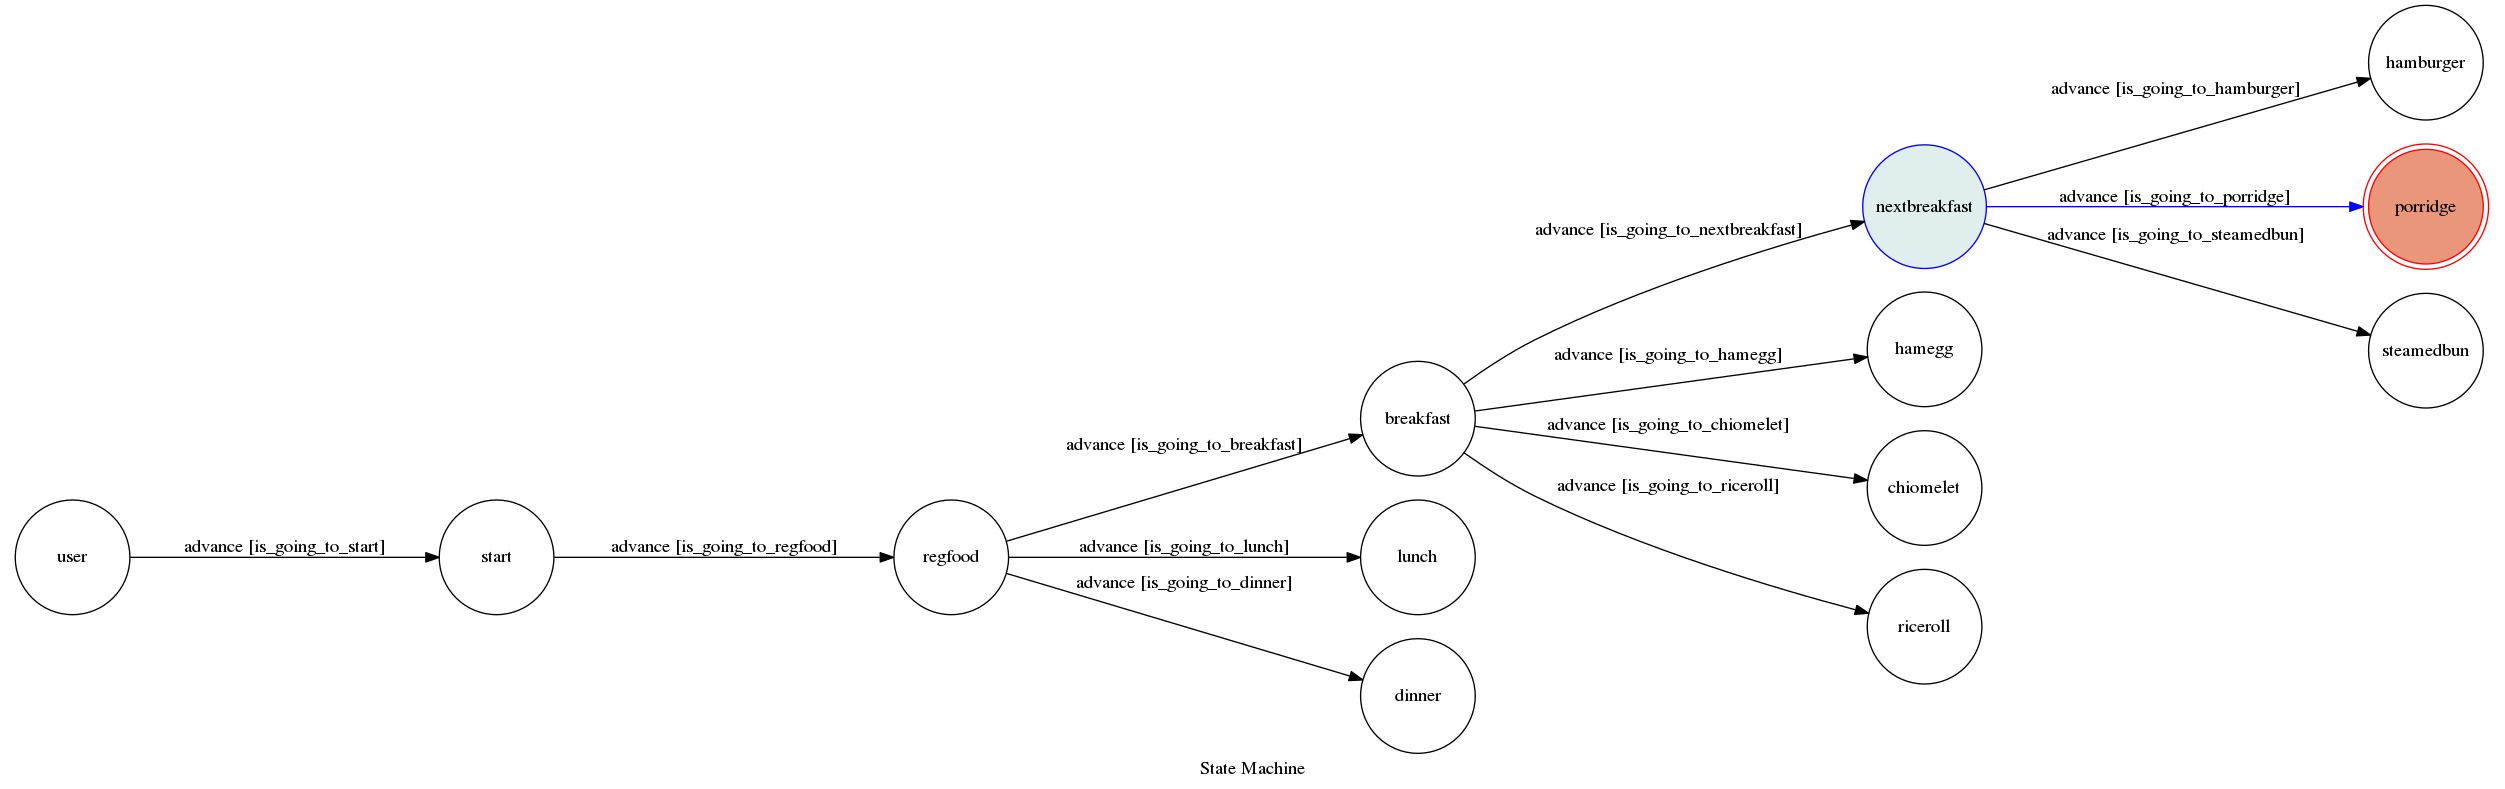 user
advance [is_going_to_start]
start
advance [is_going_to_regfood]
regfood
advance [is_going_to_breakfast]
advance [is_going_to_lunch]
advance [is_going_to_dinner]
breakfast
lunch
dinner
advance [is_going_to_nextbreakfast]
advance [is_going_to_hamegg]
advance [is_going_to_chiomelet]
advance [is_going_to_riceroll]
nextbreakfast
hamegg
chiomelet
riceroll
advance [is_going_to_hamburger]
advance [is_going_to_porridge]
advance [is_going_to_steamedbun]
hamburger
porridge
steamedbun
State Machine